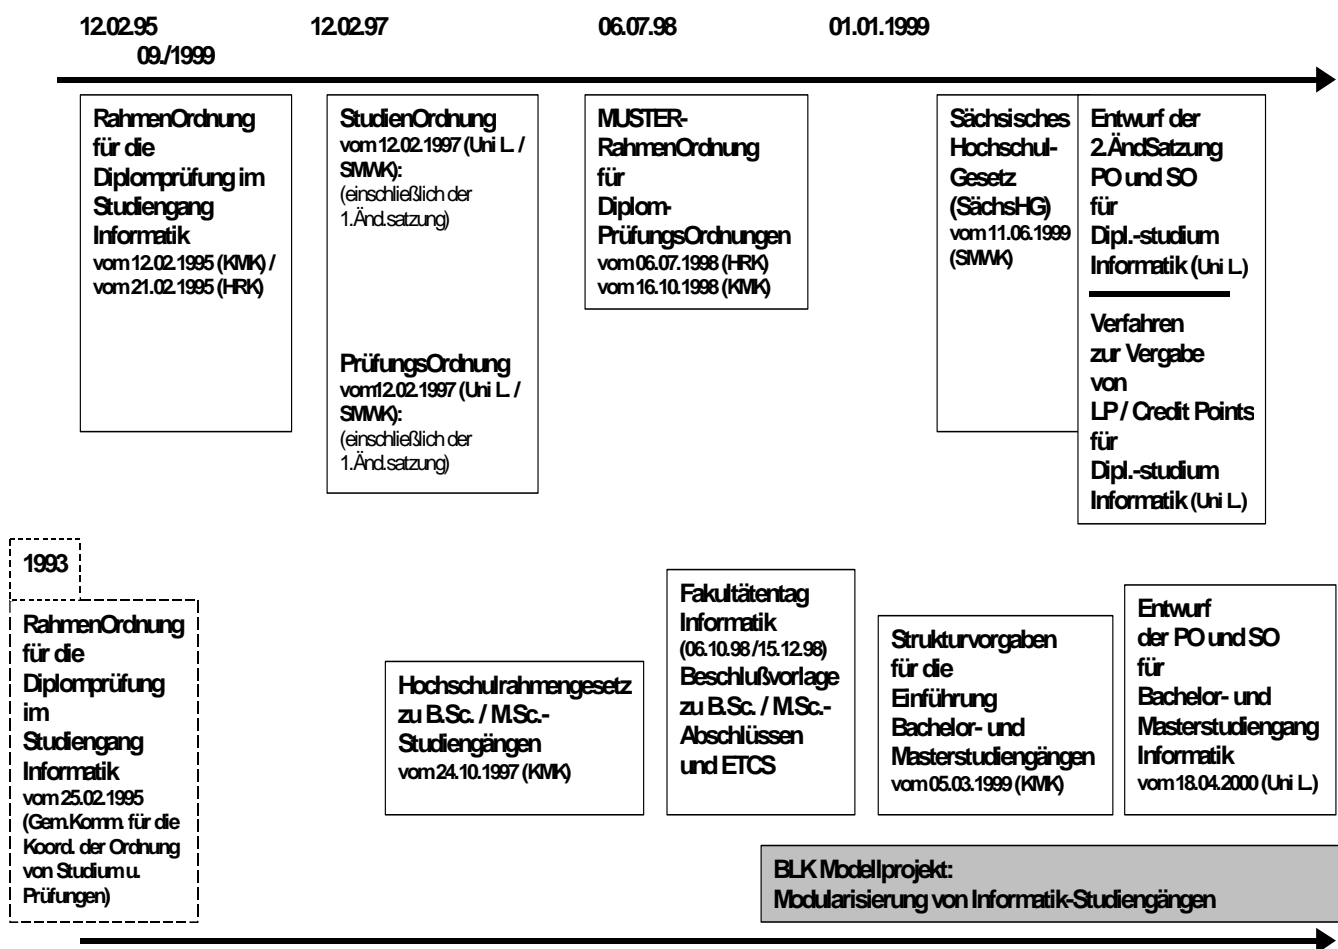 12.02.95 12.02.97 06.07.98 01.01.1999
09./1999
RahmenOrdnung
für die
Diplomprüfung im
Studiengang
Informatik
vom 12.02.1995 (KMK) /
vom 21.02.1995 (HRK)
StudienOrdnung
vom 12.02.1997 (Uni L. /
SMWK):
(einschließlich der
1.Änd.satzung)
PrüfungsOrdnung
vom12.02.1997 (Uni L. /
SMWK):
(einschließlich der
1.Änd.satzung)
MUSTER-
RahmenOrdnung
für
Diplom-
PrüfungsOrdnungen
vom 06.07.1998 (HRK)
vom 16.10.1998 (KMK)
Sächsisches
Hochschul-
Gesetz
(SächsHG)
vom 11.06.1999
(SMWK)
Entwurf der
2.ÄndSatzung
PO und SO
für
Dipl.-studium
Informatik (Uni L.)
Verfahren
zur Vergabe
von
LP / Credit Points
für
Dipl.-studium
Informatik (Uni L.)
1993
RahmenOrdnung
für die
Diplomprüfung
im
Studiengang
Informatik
vom 25.02.1995
(Gem.Komm. für die
Koord. der Ordnung
von Studium u.
Prüfungen)
Hochschulrahmengesetz
zu B.Sc. / M.Sc.-
Studiengängen
vom 24.10.1997 (KMK)
Fakultätentag
Informatik
(06.10.98 /15.12.98)
Beschlußvorlage
zu B.Sc. / M.Sc.-
Abschlüssen
und ETCS
Strukturvorgaben
für die
Einführung
Bachelor- und
Masterstudiengängen
vom 05.03.1999 (KMK)
Entwurf
der PO und SO
für
Bachelor- und
Masterstudiengang
Informatik
vom 18.04.2000 (Uni L.)
BLK Modellprojekt:
Modularisierung von Informatik-Studiengängen